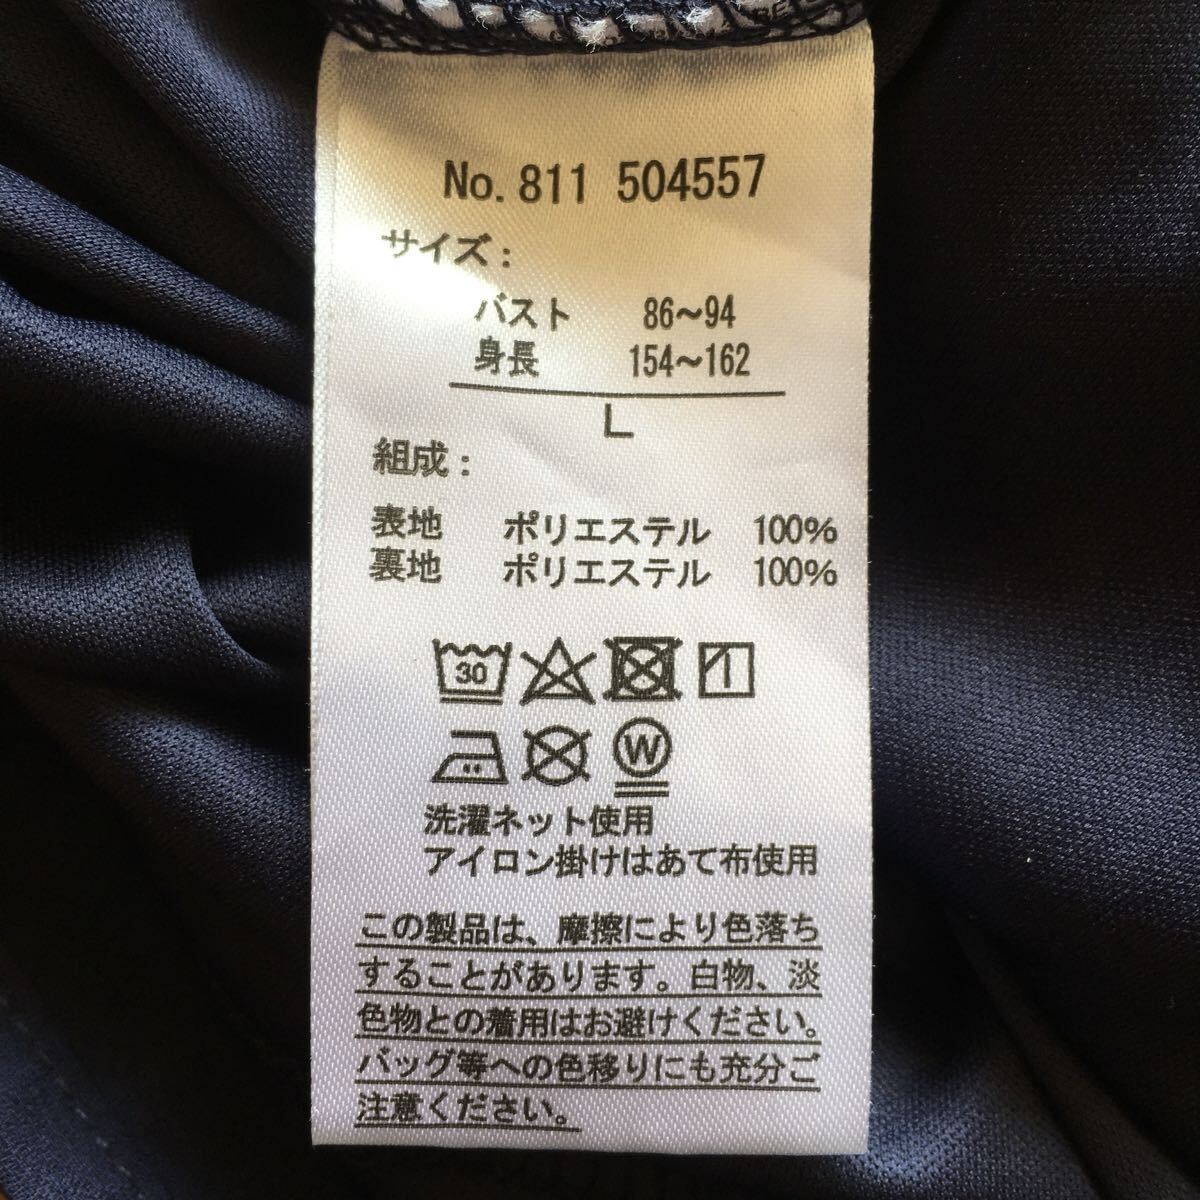 No. 811 504557
サイズ：
バスト 86～94
身長 154～162
L
組成：
表地 ポリエステル 100%
裏地 ポリエステル 100%
30
W
洗濯ネット使用
アイロン掛けはあて布使用
この製品は、摩擦により色落ち
することがあります。白物、淡
色物との着用はお避けください。
バッグ等への色移りにも充分ご
注意ください。